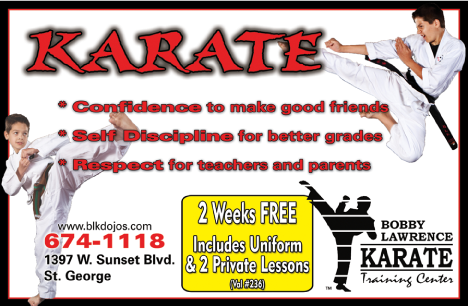 KARATE
* Confidence to make good friends
* Self Discipline for better grades
* Respect for teachers and parents
www.blkdojos.com
674-1118
1397 W. Sunset Blvd.
St. George
2 Weeks FREE
Includes Uniform
& 2 Private Lessons
(Val #236)
TM
BOBBY
LAWRENCE
KARATE
Training Center